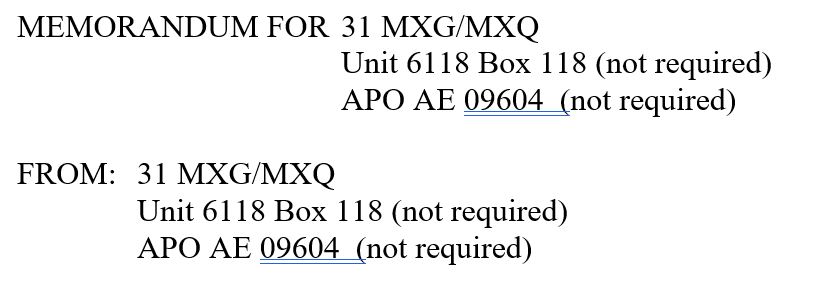 MEMORANDUM FOR 31 MXG/MXQ
Unit 6118 Box 118 (not required)
APO AE 09604 (not required)
FROM: 31 MXG/MXQ
Unit 6118 Box 118 (not required)
APO AE 09604 (not required)